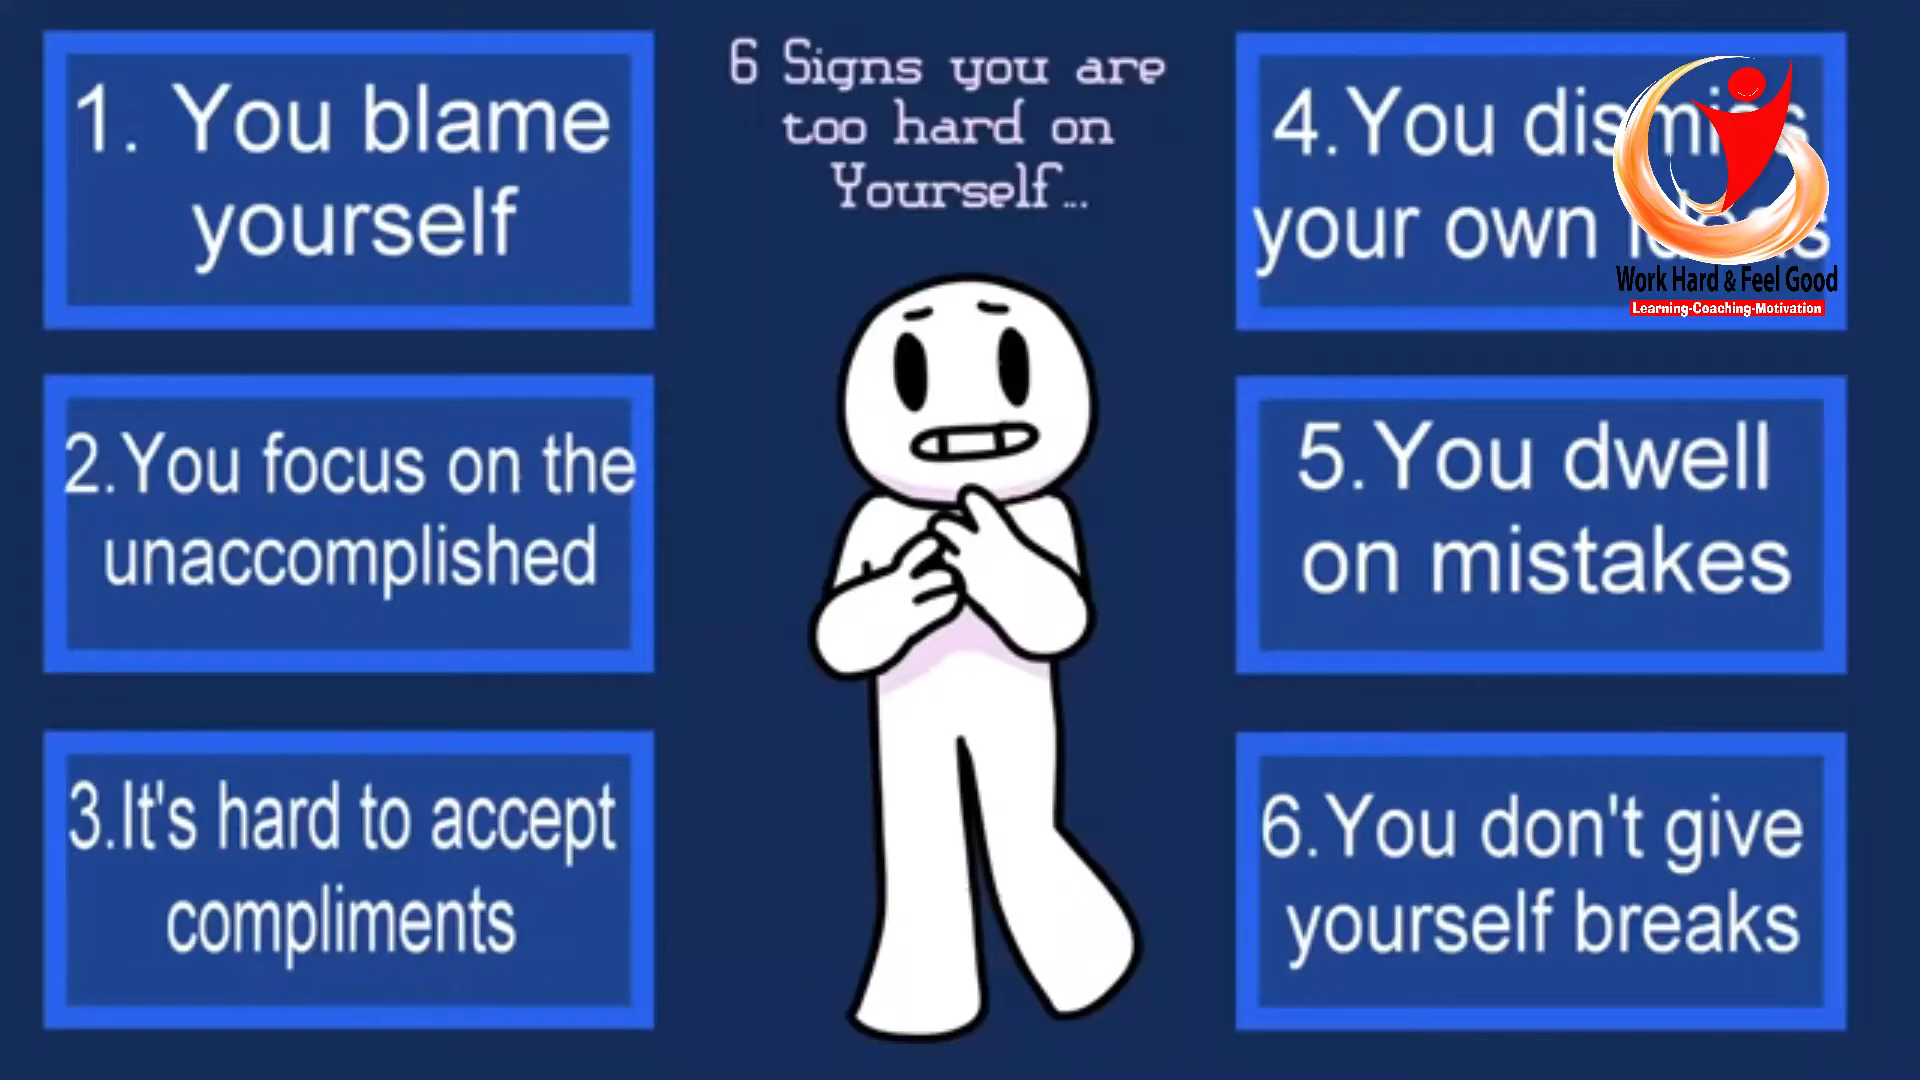 6 Signs you are
too hard on
Yourself...
1. You blame
yourself
2.You focus on the
unaccomplished
3.It's hard to accept
compliments
4.You dismiss
your own ideas
Work Hard & Feel Good
Learning-Coaching-Motivation
5.You dwell
on mistakes
6.You don't give
yourself breaks